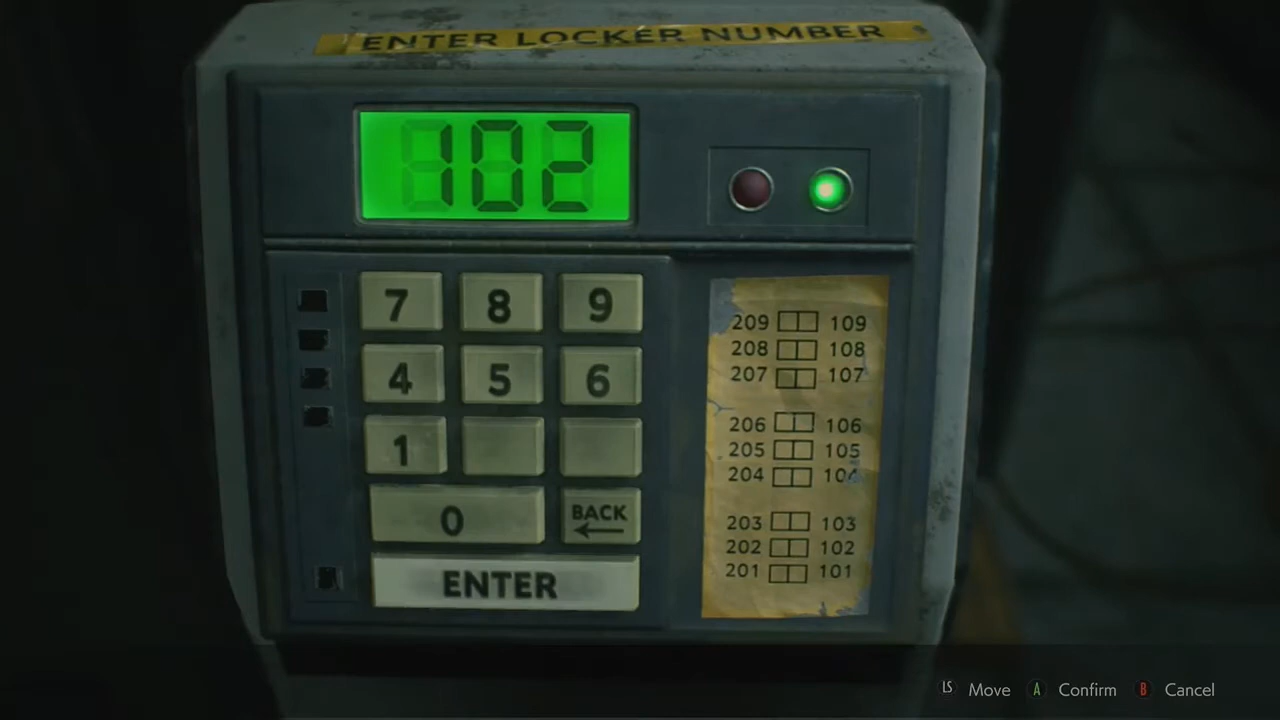 ENTER LOCKER NUMBER
102
7 8 9
4 5 6
1
0 BACK
ENTER
209 109
208 108
207 107
206 106
205 105
204 104
203 103
202 102
201 101
LS Move A Confirm B Cancel